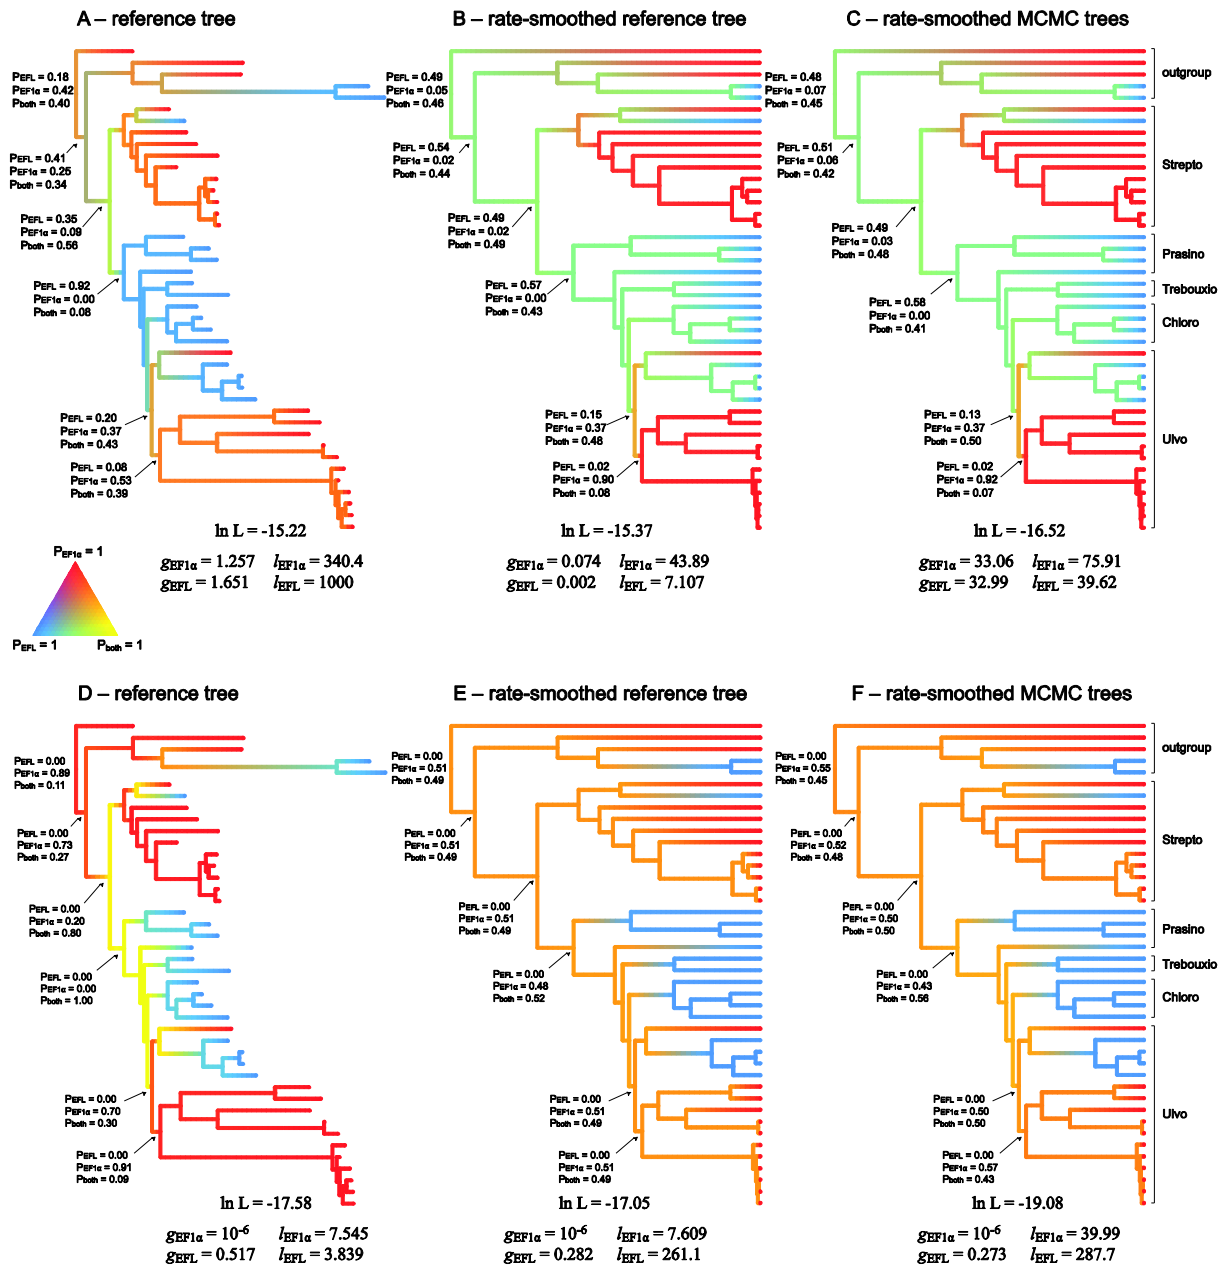 A – reference tree
B – rate-smoothed reference tree
C – rate-smoothed MCMC trees
PEFL = 0.18
PEF1α = 0.42
Pboth = 0.40
PEFL = 0.41
PEF1α = 0.25
Pboth = 0.34
PEFL = 0.35
PEF1α = 0.09
Pboth = 0.56
PEFL = 0.92
PEF1α = 0.00
Pboth = 0.08
PEFL = 0.20
PEF1α = 0.37
Pboth = 0.43
PEFL = 0.08
PEF1α = 0.53
Pboth = 0.39
ln L = -15.22
gEF1α = 1.257 lEF1α = 340.4
gEFL = 1.651 lEFL = 1000
PEFL = 0.49
PEF1α = 0.05
Pboth = 0.46
PEFL = 0.54
PEF1α = 0.02
Pboth = 0.44
PEFL = 0.49
PEF1α = 0.02
Pboth = 0.49
PEFL = 0.57
PEF1α = 0.00
Pboth = 0.43
PEFL = 0.15
PEF1α = 0.37
Pboth = 0.48
PEFL = 0.02
PEF1α = 0.90
Pboth = 0.08
ln L = -15.37
gEF1α = 0.074 lEF1α = 43.89
gEFL = 0.002 lEFL = 7.107
PEFL = 0.48
PEF1α = 0.07
Pboth = 0.45
PEFL = 0.51
PEF1α = 0.06
Pboth = 0.42
PEFL = 0.49
PEF1α = 0.03
Pboth = 0.48
PEFL = 0.58
PEF1α = 0.00
Pboth = 0.41
PEFL = 0.13
PEF1α = 0.37
Pboth = 0.50
PEFL = 0.02
PEF1α = 0.92
Pboth = 0.07
ln L = -16.52
gEF1α = 33.06 lEF1α = 75.91
gEFL = 32.99 lEFL = 39.62
outgroup
Strepto
Prasino
Trebouxio
Chloro
Ulvo
PEF1α = 1
PEFL = 1 Pboth = 1
D – reference tree
E – rate-smoothed reference tree
F – rate-smoothed MCMC trees
PEFL = 0.00
PEF1α = 0.89
Pboth = 0.11
PEFL = 0.00
PEF1α = 0.73
Pboth = 0.27
PEFL = 0.00
PEF1α = 0.20
Pboth = 0.80
PEFL = 0.00
PEF1α = 0.00
Pboth = 1.00
PEFL = 0.00
PEF1α = 0.70
Pboth = 0.30
PEFL = 0.00
PEF1α = 0.91
Pboth = 0.09
ln L = -17.58
gEF1α = 10-6 lEF1α = 7.545
gEFL = 0.517 lEFL = 3.839
PEFL = 0.00
PEF1α = 0.51
Pboth = 0.49
PEFL = 0.00
PEF1α = 0.51
Pboth = 0.49
PEFL = 0.00
PEF1α = 0.51
Pboth = 0.49
PEFL = 0.00
PEF1α = 0.48
Pboth = 0.52
PEFL = 0.00
PEF1α = 0.51
Pboth = 0.49
PEFL = 0.00
PEF1α = 0.51
Pboth = 0.49
ln L = -17.05
gEF1α = 10-6 lEF1α = 7.609
gEFL = 0.282 lEFL = 261.1
PEFL = 0.00
PEF1α = 0.55
Pboth = 0.45
PEFL = 0.00
PEF1α = 0.52
Pboth = 0.48
PEFL = 0.00
PEF1α = 0.50
Pboth = 0.50
PEFL = 0.00
PEF1α = 0.43
Pboth = 0.56
PEFL = 0.00
PEF1α = 0.50
Pboth = 0.50
PEFL = 0.00
PEF1α = 0.57
Pboth = 0.43
ln L = -19.08
gEF1α = 10-6 lEF1α = 39.99
gEFL = 0.273 lEFL = 287.7
outgroup
Strepto
Prasino
Trebouxio
Chloro
Ulvo